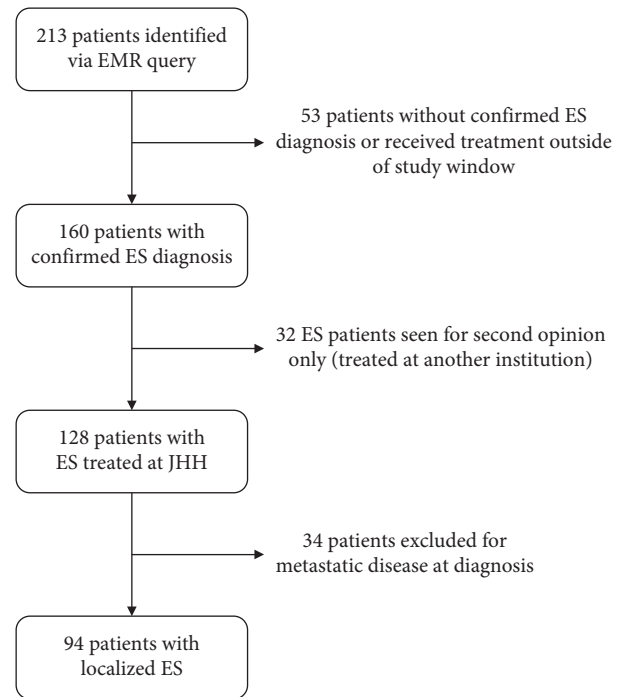 213 patients identified
via EMR query
53 patients without confirmed ES
diagnosis or received treatment outside
of study window
160 patients with
confirmed ES diagnosis
32 ES patients seen for second opinion
only (treated at another institution)
128 patients with
ES treated at JHH
34 patients excluded for
metastatic disease at diagnosis
94 patients with
localized ES